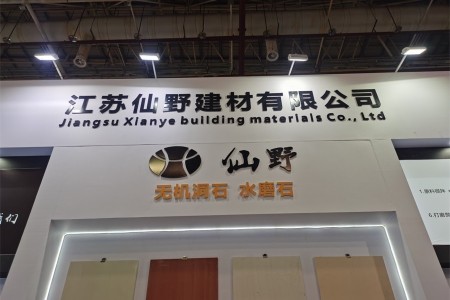 江苏仙野建材有限公司
Jiangsu Xianye building materials Co., Ltd
仙野
无机洞石 水磨石
们